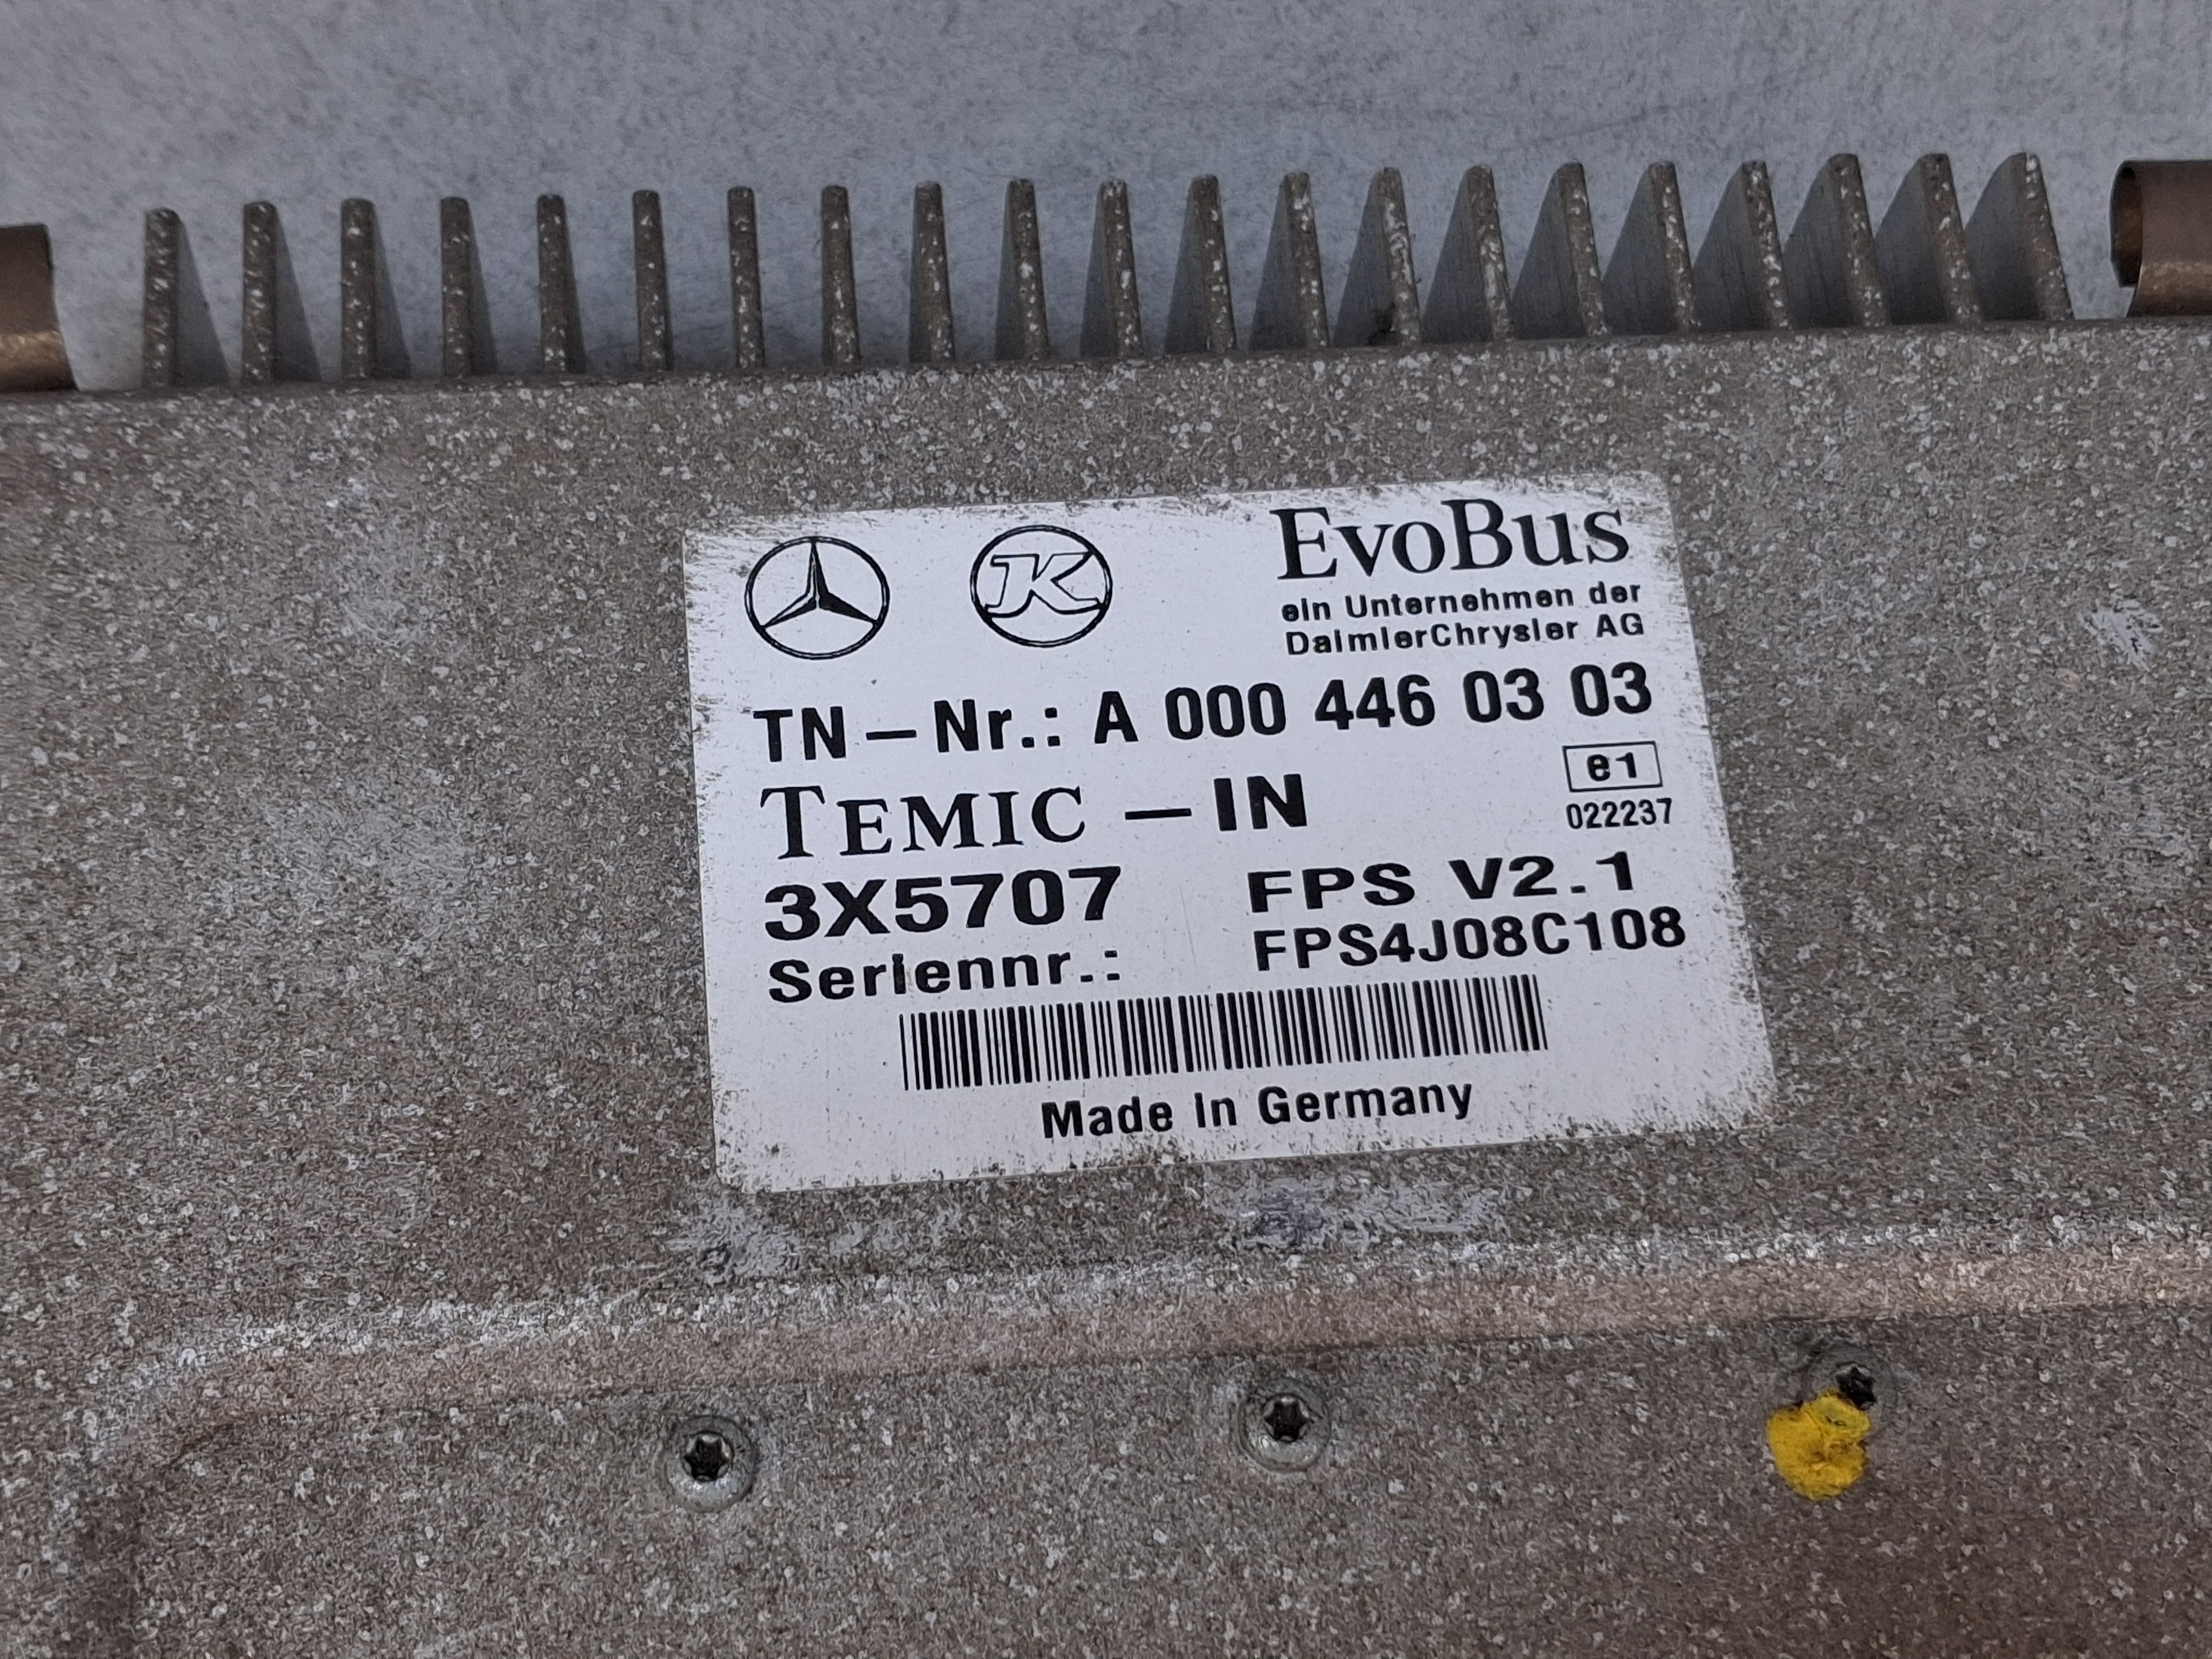 K
EvoBus
ein Unternehmen der
DaimlerChrysler AG
TN-Nr.: A 000 446 03 03
TEMIC -IN
e1
022237
3X5707 FPS V2.1
Seriennr.: FPS4J08C108
Made in Germany